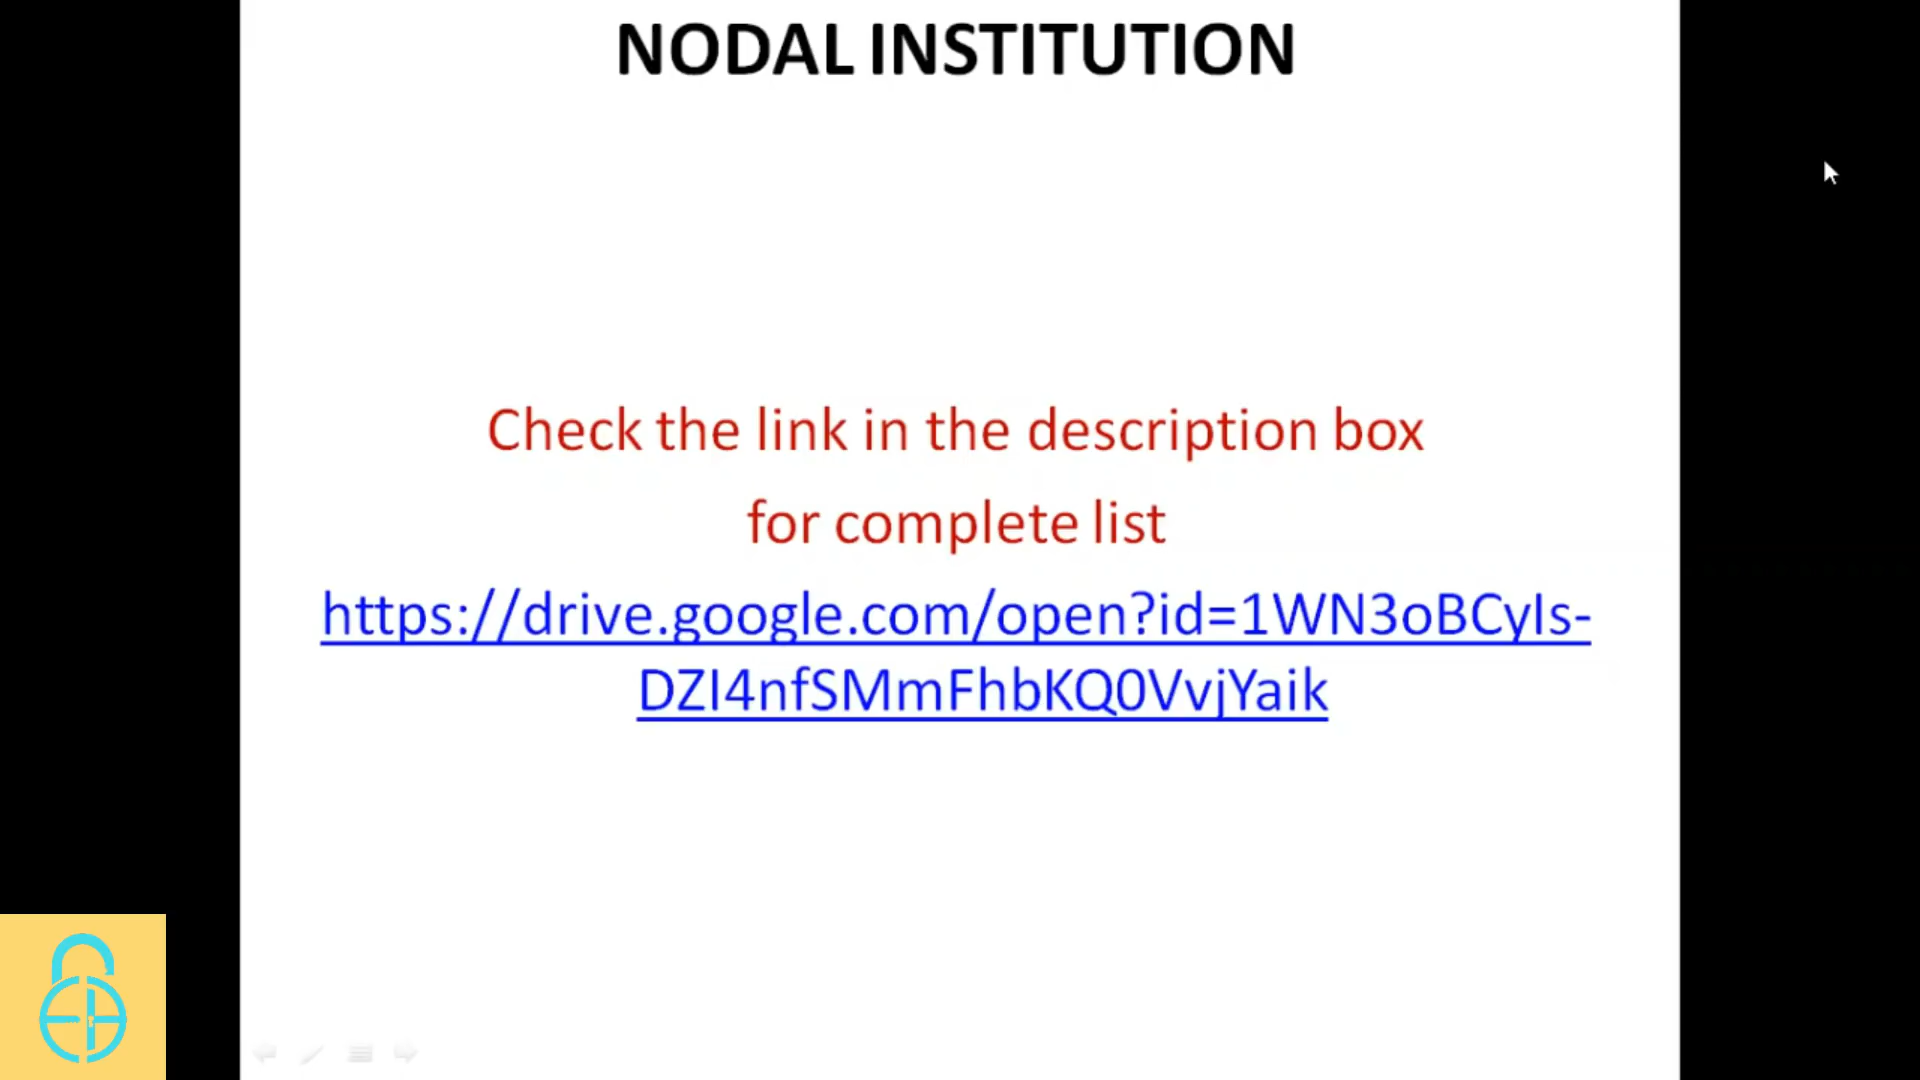 NODAL INSTITUTION
Check the link in the description box
for complete list
https://drive.google.com/open?id=1WN3oBCyIs-
DZI4nfSMmFhbKQ0VvjYaik